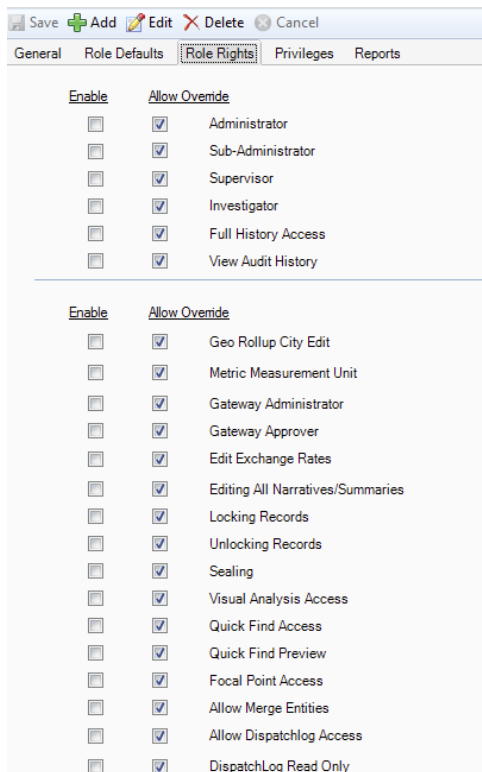 Save Add Edit Delete Cancel
General Role Defaults Role Rights Privileges Reports
Enable Allow Override
Administrator
Sub-Administrator
Supervisor
Investigator
Full History Access
View Audit History
Enable Allow Override
Geo Rollup City Edit
Metric Measurement Unit
Gateway Administrator
Gateway Approver
Edit Exchange Rates
Editing All Narratives/Summaries
Locking Records
Unlocking Records
Sealing
Visual Analysis Access
Quick Find Access
Quick Find Preview
Focal Point Access
Allow Merge Entities
Allow Dispatchlog Access
DispatchLog Read Only